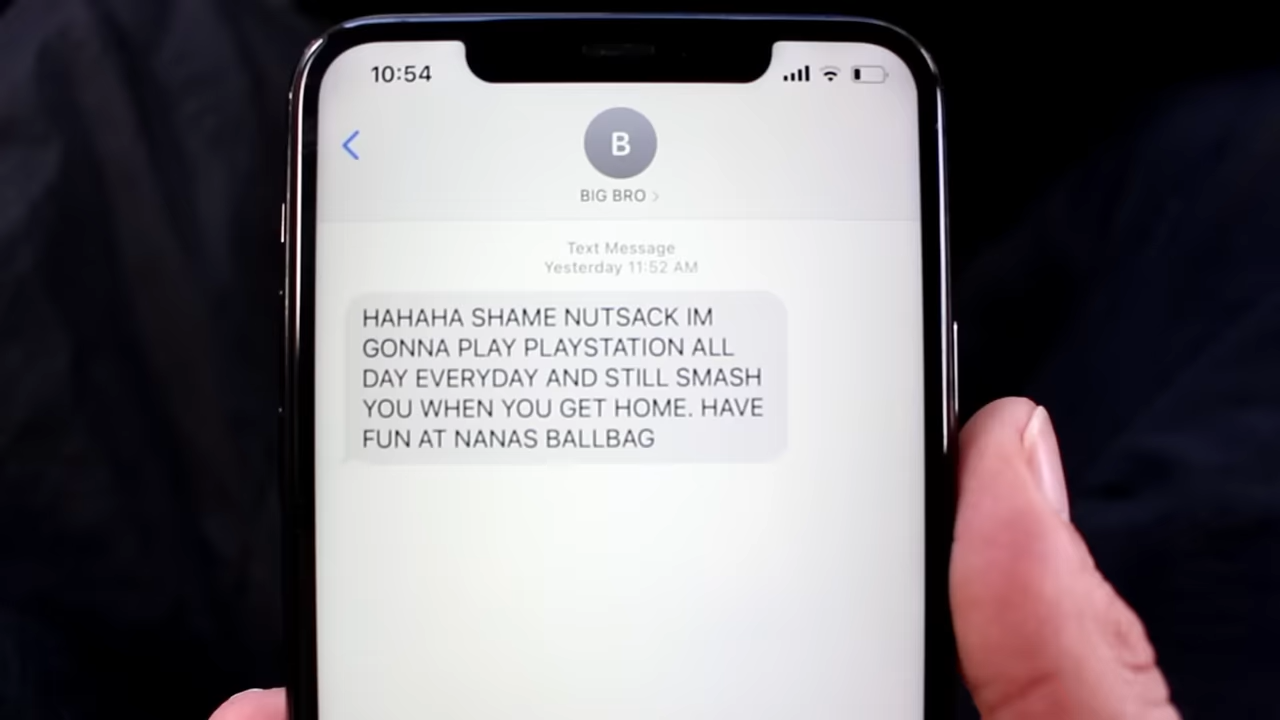 10:54
B
BIG BRO >
Text Message
Yesterday 11:52 AM
HAHAHA SHAME NUTSACK IM
GONNA PLAY PLAYSTATION ALL
DAY EVERYDAY AND STILL SMASH
YOU WHEN YOU GET HOME. HAVE
FUN AT NANAS BALLBAG